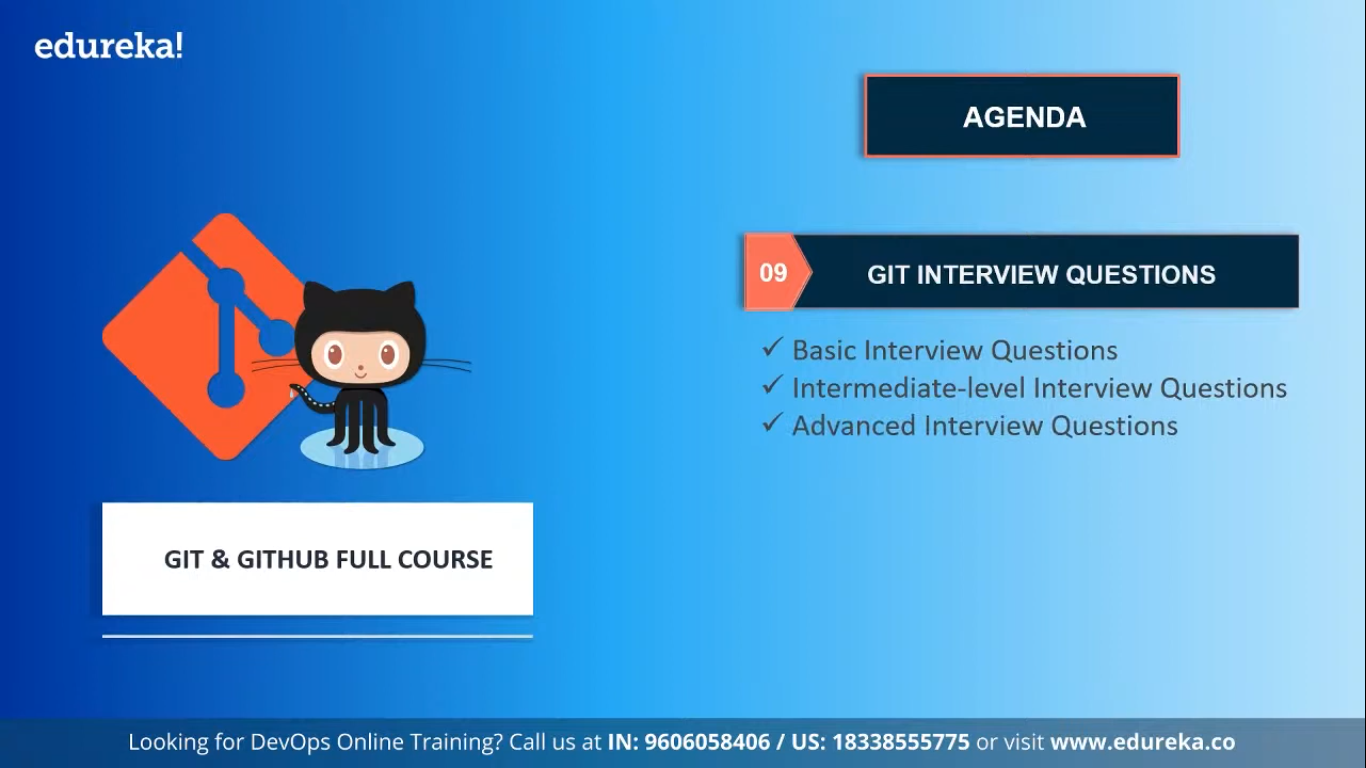 edureka!
AGENDA
09 GIT INTERVIEW QUESTIONS
✓ Basic Interview Questions
✓ Intermediate-level Interview Questions
✓ Advanced Interview Questions
GIT & GITHUB FULL COURSE
Looking for DevOps Online Training? Call us at IN: 9606058406 / US: 18338555775 or visit www.edureka.co